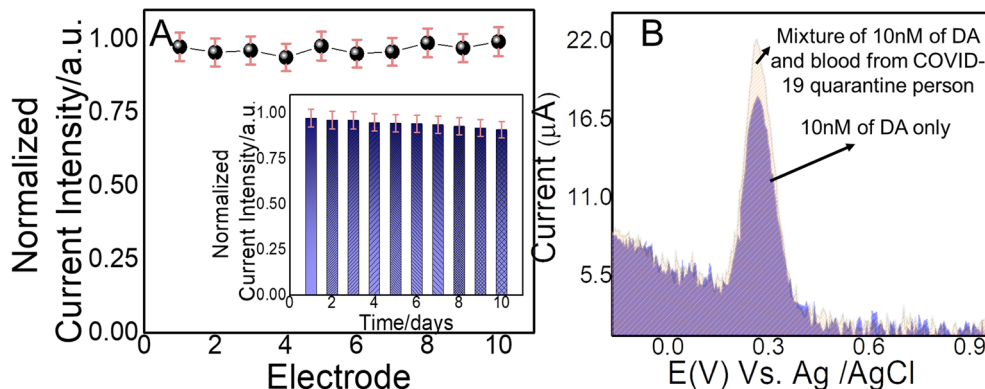 A
Normalized
Current Intensity/a.u.
1.00
0.75
0.50
0.25
0.00
0 2 4 6 8 10
Electrode
Normalized
Current Intensity/a.u.
1.00
0.75
0.50
0.25
0.00
0 2 4 6 8 10
Time/days
B
Current (μA)
22.0
16.5
11.0
5.5
0.0 0.3 0.6 0.9
E(V) Vs. Ag /AgCl
Mixture of 10nM of DA
and blood from COVID-
19 quarantine person
10nM of DA only